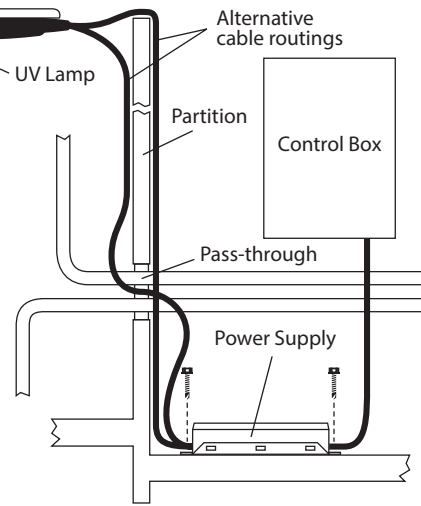 Alternative
cable routings
UV Lamp
Partition
Control Box
Pass-through
Power Supply